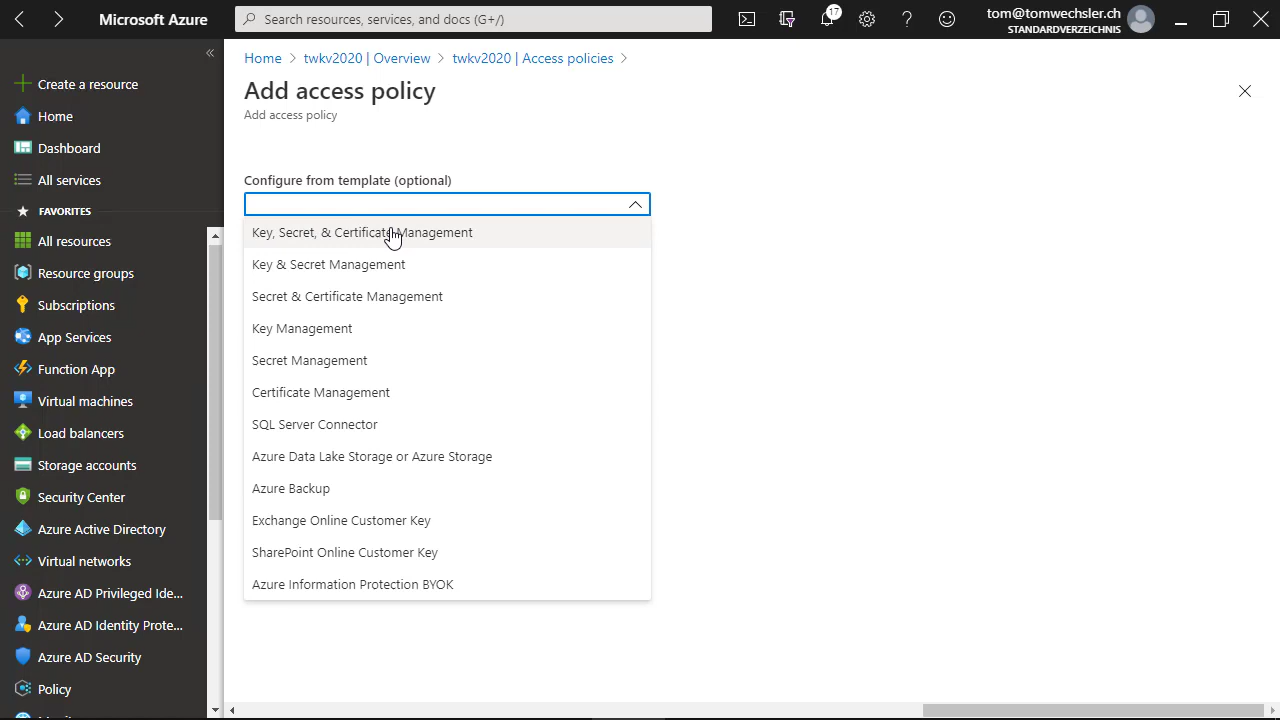 Microsoft Azure
Search resources, services, and docs (G+/)
17
tom@tomwechsler.ch
STANDARDVERZEICHNIS
Create a resource
Home
Dashboard
All services
FAVORITES
All resources
Resource groups
Subscriptions
App Services
Function App
Virtual machines
Load balancers
Storage accounts
Security Center
Azure Active Directory
Virtual networks
Azure AD Privileged Ide...
Azure AD Identity Prote...
Azure AD Security
Policy
Home > twkv2020 | Overview > twkv2020 | Access policies >
Add access policy
Add access policy
Configure from template (optional)
Key, Secret, & Certificate Management
Key & Secret Management
Secret & Certificate Management
Key Management
Secret Management
Certificate Management
SQL Server Connector
Azure Data Lake Storage or Azure Storage
Azure Backup
Exchange Online Customer Key
SharePoint Online Customer Key
Azure Information Protection BYOK